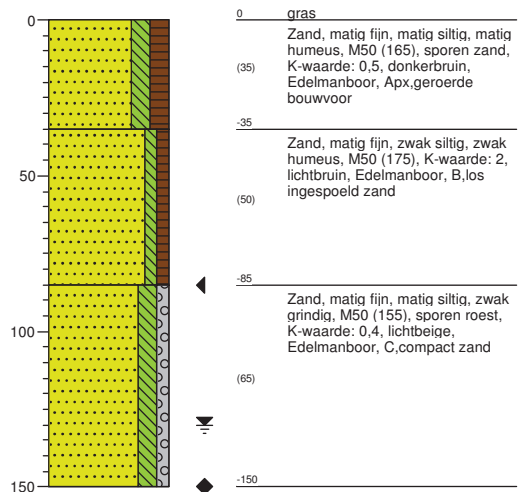 0
50
100
150
0
gras
Zand, matig fijn, matig siltig, matig
humeus, M50 (165), sporen zand,
K-waarde: 0,5, donkerbruin,
Edelmanboor, Apx,geroerde
bouwvoor
(35)
-35
Zand, matig fijn, zwak siltig, zwak
humeus, M50 (175), K-waarde: 2,
lichtbruin, Edelmanboor, B,los
ingespoeld zand
(50)
-85
Zand, matig fijn, matig siltig, zwak
grindig, M50 (155), sporen roest,
K-waarde: 0,4, lichtbeige,
Edelmanboor, C,compact zand
(65)
-150